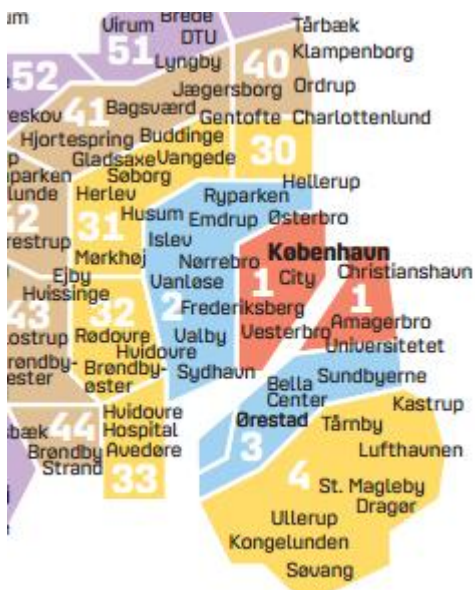 Virum
Brede
DTU
51
Lyngby
Tårbæk
Klampenborg
40
52
Jægersborg
Ordrup
41
Bagsværd
Gentofte
Charlottenlund
Hjortespring
Buddinge
Gladsaxe
Vangede
30
Søborg
Herlev
Ryparken
Hellerup
31
Husum
Emdrup
Østerbro
Islev
København
Mørkhøj
Nørrebro
Christianshavn
Ejby
Vanløse
1
City
1
Hvissinge
2
Frederiksberg
43
32
Amagerbro
Rødovre
Valby
Vesterbro
Universitetet
Hvidovre
Brøndby-
øster
Sydhavn
Bella
Center
Sundbyerne
Kastrup
44
Hvidovre
Hospital
Ørestad
Tårnby
Brøndby
Strand
Avedøre
3
Lufthavnen
33
4
St. Magleby
Dragør
Ullerup
Kongelunden
Søvang